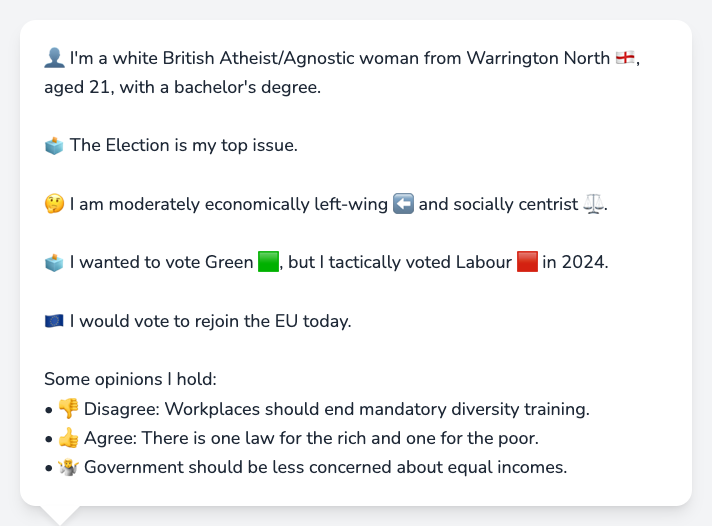 👤 I'm a white British Atheist/Agnostic woman from Warrington North 🏴󠁧󠁢󠁥󠁮󠁧󠁿,
aged 21, with a bachelor's degree.
🗳️ The Election is my top issue.
🤔 I am moderately economically left-wing ⬅️ and socially centrist ⚖️.
🗳️ I wanted to vote Green 🟩, but I tactically voted Labour 🟥 in 2024.
🇪🇺 I would vote to rejoin the EU today.
Some opinions I hold:
• 👎 Disagree: Workplaces should end mandatory diversity training.
• 👍 Agree: There is one law for the rich and one for the poor.
• 🤷 Government should be less concerned about equal incomes.